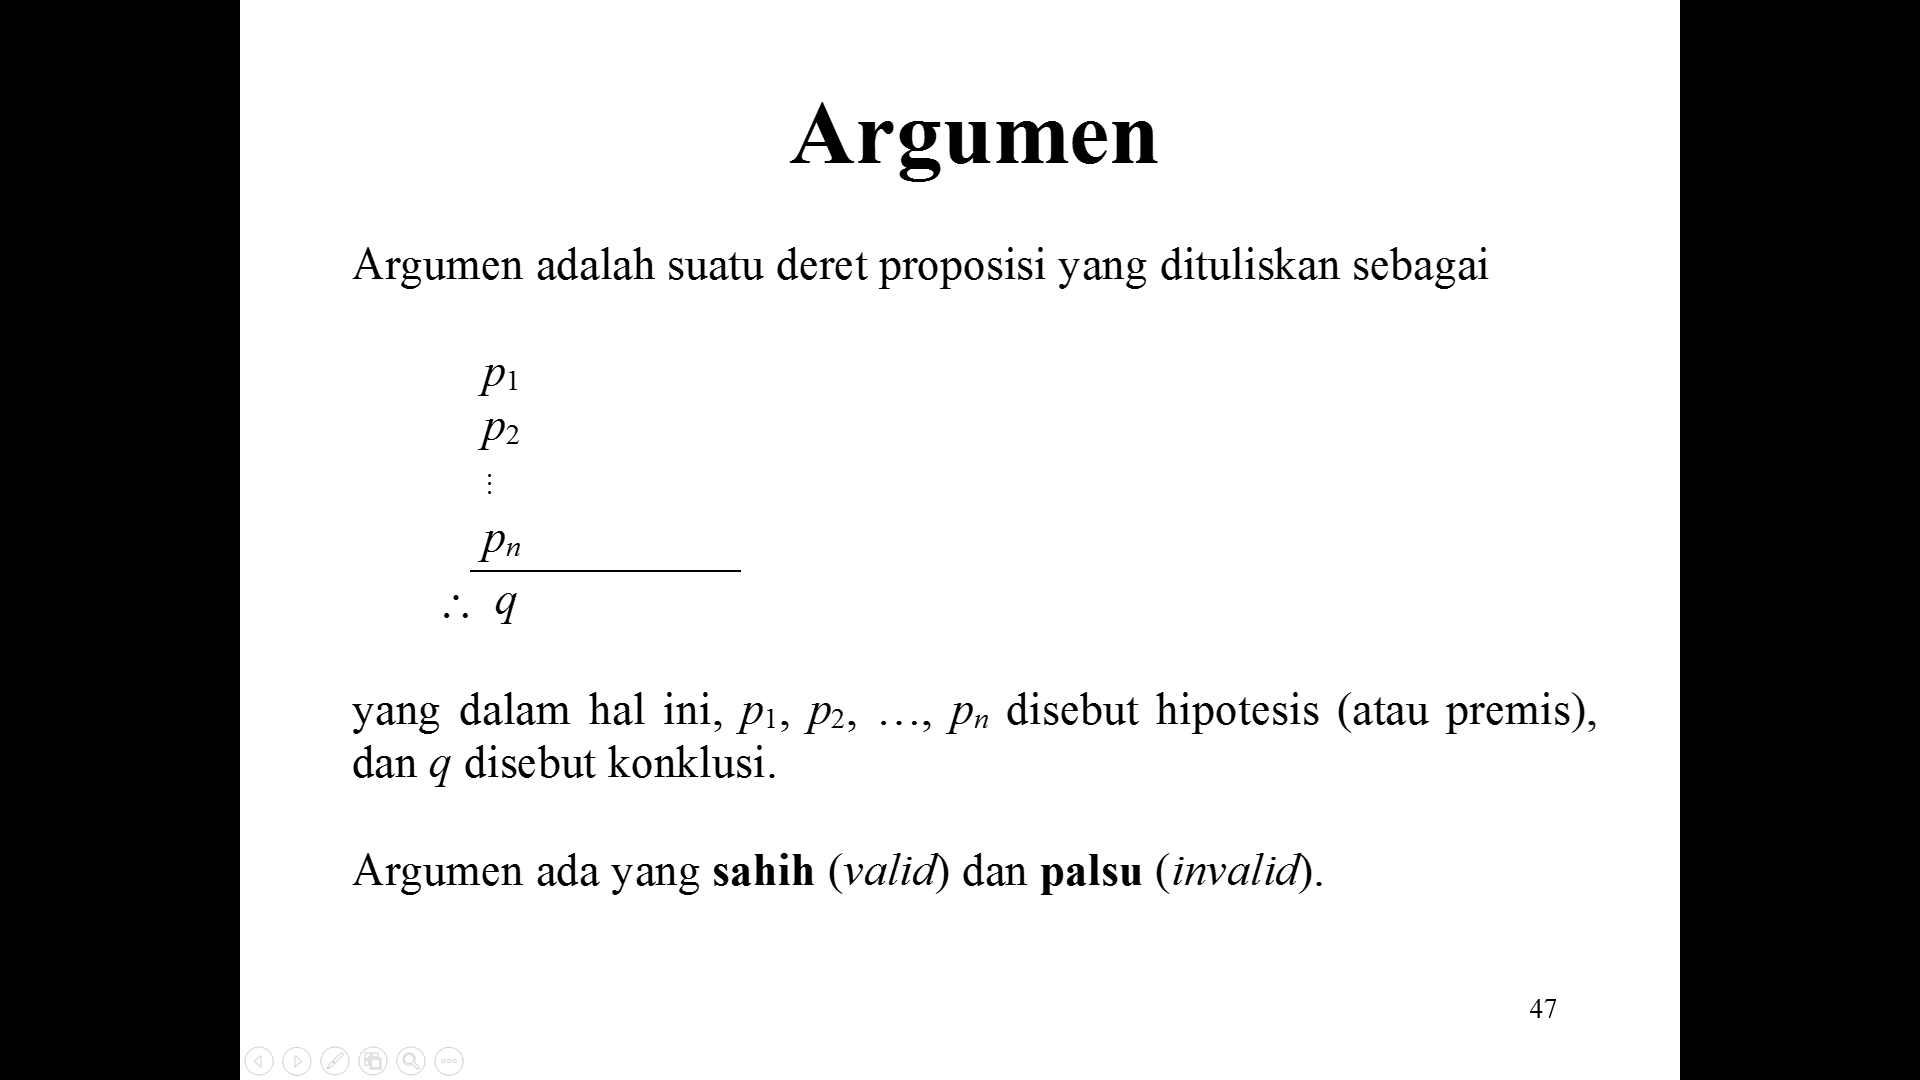 Argumen
Argumen adalah suatu deret proposisi yang dituliskan sebagai
p1
p2
⋮
pn
∴ q
yang dalam hal ini, p1, p2, …, pn disebut hipotesis (atau premis),
dan q disebut konklusi.
Argumen ada yang sahih (valid) dan palsu (invalid).
47